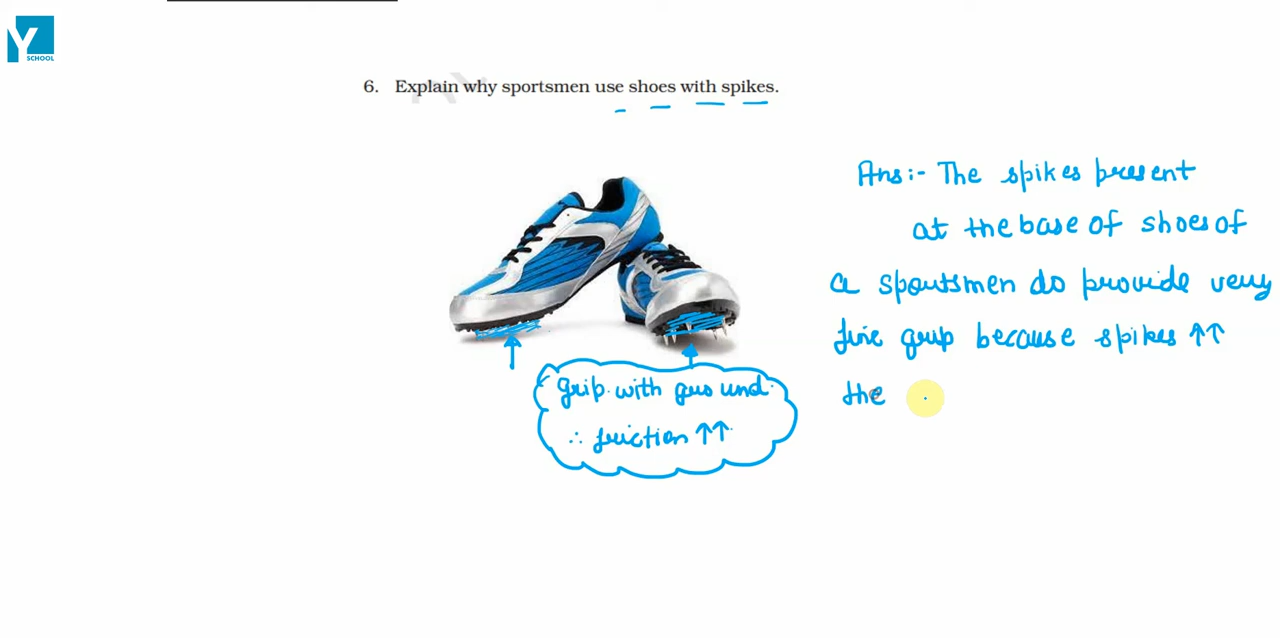 Y
SCHOOL
6. Explain why sportsmen use shoes with spikes.
Ans:- The spikes present
at the base of shoes of
a sportsmen do provide very
fine grip because spikes ↑↑
the
grip with ground
∴ friction ↑↑